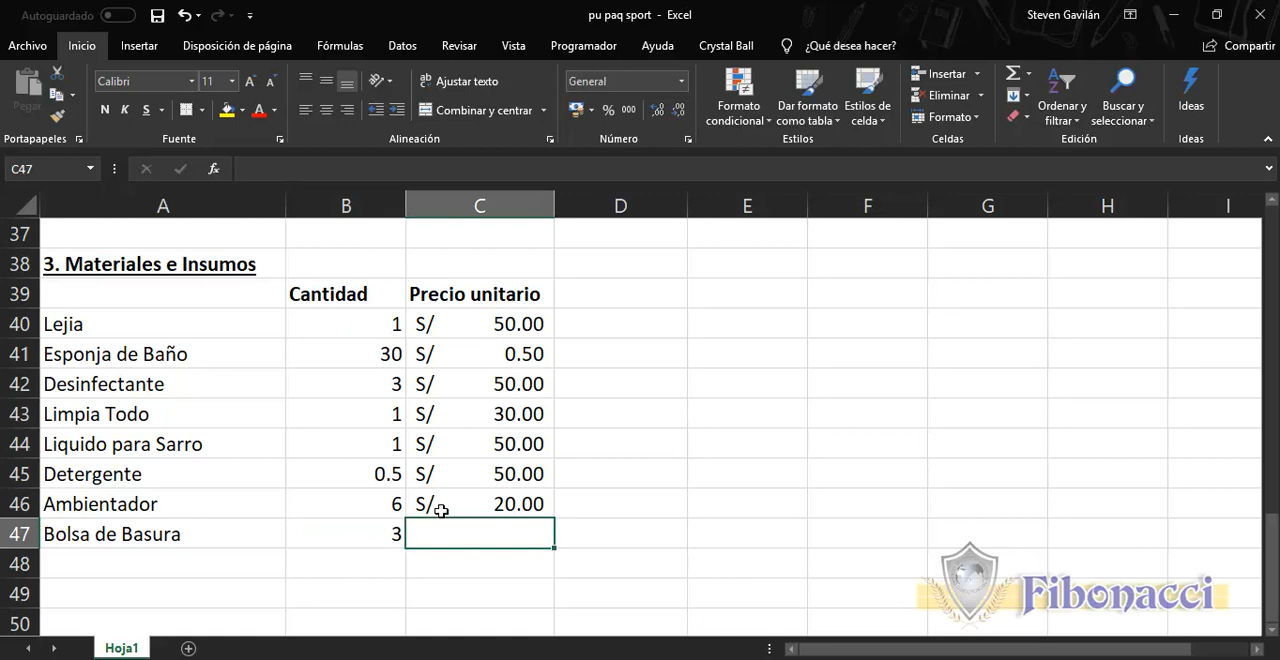 Autoguardado
pu paq sport - Excel
Steven Gavilán
Archivo Inicio Insertar Disposición de página Fórmulas Datos Revisar Vista Programador Ayuda Crystal Ball ¿Qué desea hacer? Compartir
Pegar
Calibri 11
N K S
Ajustar texto
Combinar y centrar
General
% 000
Formato condicional
Dar formato como tabla
Estilos de celda
Insertar
Eliminar
Formato
Ordenar y filtrar
Buscar y seleccionar
Ideas
Portapapeles Fuente Alineación Número Estilos Celdas Edición Ideas
C47 fx
A B C D E F G H I
37
38 3. Materiales e Insumos
39 Cantidad Precio unitario
40 Lejia 1 S/ 50.00
41 Esponja de Baño 30 S/ 0.50
42 Desinfectante 3 S/ 50.00
43 Limpia Todo 1 S/ 30.00
44 Liquido para Sarro 1 S/ 50.00
45 Detergente 0.5 S/ 50.00
46 Ambientador 6 S/ 20.00
47 Bolsa de Basura 3
48
49
50
Fibonacci
Hoja1